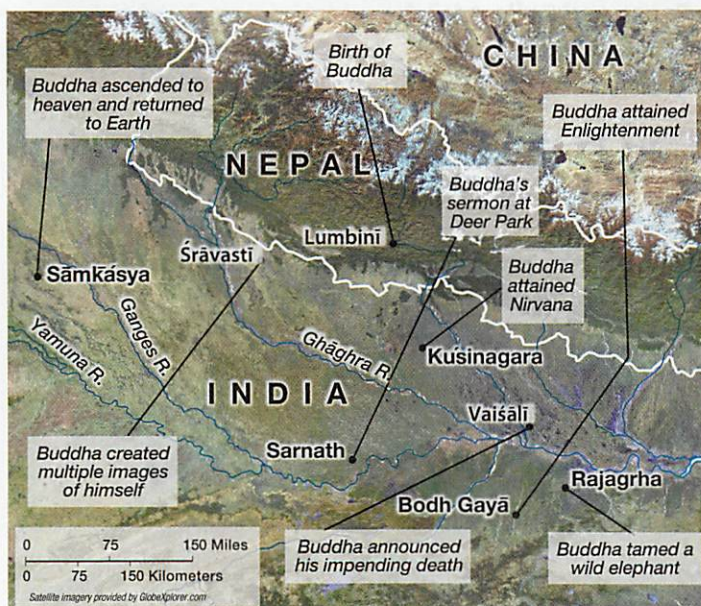 CHINA
Birth of
Buddha
Buddha ascended to
heaven and returned
to Earth
Buddha attained
Enlightenment
NEPAL
Buddha's
sermon at
Deer Park
Lumbinī
Śrāvastī
Buddha
attained
Nirvana
Sāmkásya
Ganges R.
Yamuna R.
Ghāghra R.
Kuśinagara
INDIA
Vaiśālī
Buddha created
multiple images
of himself
Sarnath
Rajagrha
Bodh Gayā
0 75 150 Miles
0 75 150 Kilometers
Satellite imagery provided by GlobeXplorer.com
Buddha announced
his impending death
Buddha tamed a
wild elephant